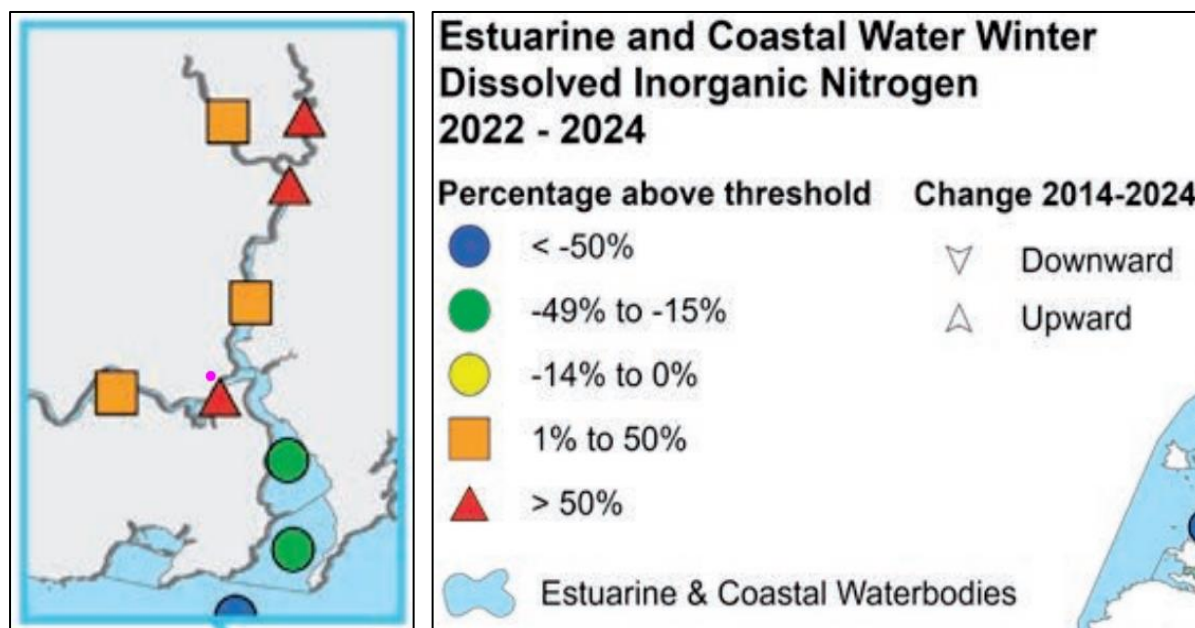 Estuarine and Coastal Water Winter
Dissolved Inorganic Nitrogen
2022 - 2024
Percentage above threshold
< -50%
-49% to -15%
-14% to 0%
1% to 50%
> 50%
Estuarine & Coastal Waterbodies
Change 2014-2024
Downward
Upward